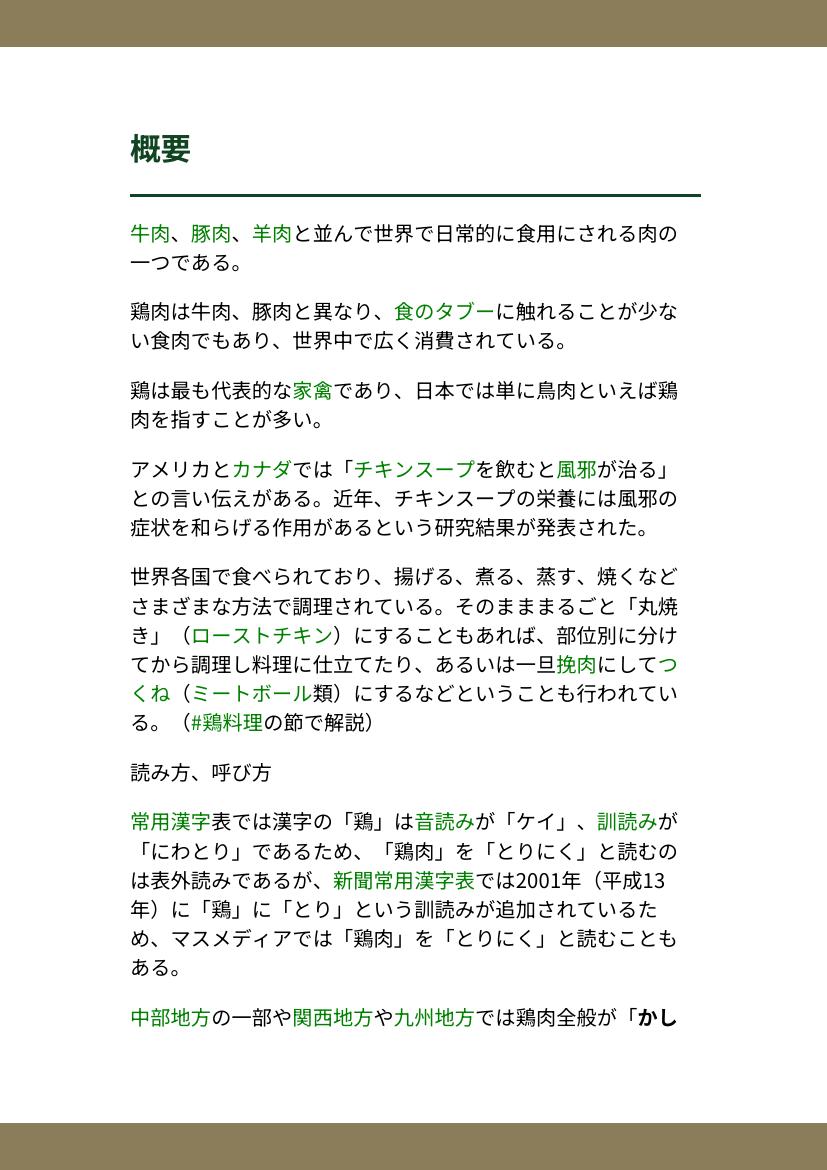 概要
牛肉、豚肉、羊肉と並んで世界で日常的に食用にされる肉の
一つである。
鶏肉は牛肉、豚肉と異なり、食のタブーに触れることが少な
い食肉でもあり、世界中で広く消費されている。
鶏は最も代表的な家禽であり、日本では単に鳥肉といえば鶏
肉を指すことが多い。
アメリカとカナダでは「チキンスープを飲むと風邪が治る」
との言い伝えがある。近年、チキンスープの栄養には風邪の
症状を和らげる作用があるという研究結果が発表された。
世界各国で食べられており、揚げる、煮る、蒸す、焼くなど
さまざまな方法で調理されている。そのまままるごと「丸焼
き」（ローストチキン）にすることもあれば、部位別に分け
てから調理し料理に仕立てたり、あるいは一旦挽肉にしてつ
くね（ミートボール類）にするなどということも行われてい
る。（#鶏料理の節で解説）
読み方、呼び方
常用漢字表では漢字の「鶏」は音読みが「ケイ」、訓読みが
「にわとり」であるため、「鶏肉」を「とりにく」と読むの
は表外読みであるが、新聞常用漢字表では2001年（平成13
年）に「鶏」に「とり」という訓読みが追加されているた
め、マスメディアでは「鶏肉」を「とりにく」と読むことも
ある。
中部地方の一部や関西地方や九州地方では鶏肉全般が「かし